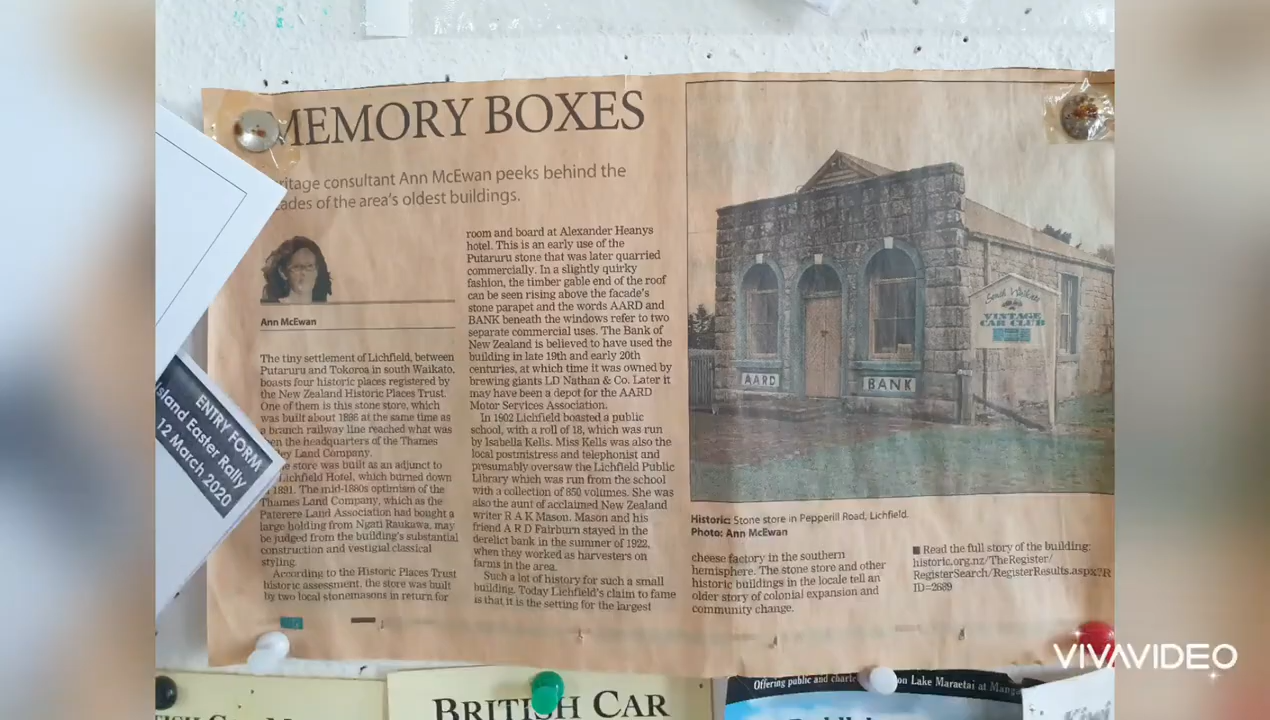 MEMORY BOXES
ritage consultant Ann McEwan peeks behind the
ades of the area's oldest buildings.
Ann McEwan
The tiny settlement of Lichfield, between
Putaruru and Tokoroa in south Waikato,
boasts four historic places registered by
the New Zealand Historic Places Trust.
One of them is this stone store, which
was built about 1886 at the same time as
a branch railway line reached what was
en the headquarters of the Thames
ey Land Company.
e store was built as an adjunct to
Lichfield Hotel, which burned down
1891. The mid-1880s optimism of the
Thames Land Company, which as the
Paterere Land Association had bought a
large holding from Ngati Raukawa, may
be judged from the building's substantial
construction and vestigial classical
styling.
According to the Historic Places Trust
historic assessment, the store was built
by two local stonemasons in return for
room and board at Alexander Heanys
hotel. This is an early use of the
Putaruru stone that was later quarried
commercially. In a slightly quirky
fashion, the timber gable end of the roof
can be seen rising above the facade's
stone parapet and the words AARD and
BANK beneath the windows refer to two
separate commercial uses. The Bank of
New Zealand is believed to have used the
building in late 19th and early 20th
centuries, at which time it was owned by
brewing giants LD Nathan & Co. Later it
may have been a depot for the AARD
Motor Services Association.
In 1902 Lichfield boasted a public
school, with a roll of 18, which was run
by Isabella Kells. Miss Kells was also the
local postmistress and telephonist and
presumably oversaw the Lichfield Public
Library which was run from the school
with a collection of 850 volumes. She was
also the aunt of acclaimed New Zealand
writer R A K Mason. Mason and his
friend A R D Fairburn stayed in the
derelict bank in the summer of 1922,
when they worked as harvesters on
farms in the area.
Such a lot of history for such a small
building. Today Lichfield's claim to fame
is that it is the setting for the largest
South Waikato
VINTAGE
CAR CLUB
AARD
BANK
Historic: Stone store in Pepperill Road, Lichfield.
Photo: Ann McEwan
cheese factory in the southern
hemisphere. The stone store and other
historic buildings in the locale tell an
older story of colonial expansion and
community change.
■ Read the full story of the building:
historic.org.nz/TheRegister/
RegisterSearch/RegisterResults.aspx?R
ID=2689
ENTRY FORM
Island Easter Rally
12 March 2020
BRITISH CAR
Offering public and charte
on Lake Maraetai at Mang
VIVAVIDEO